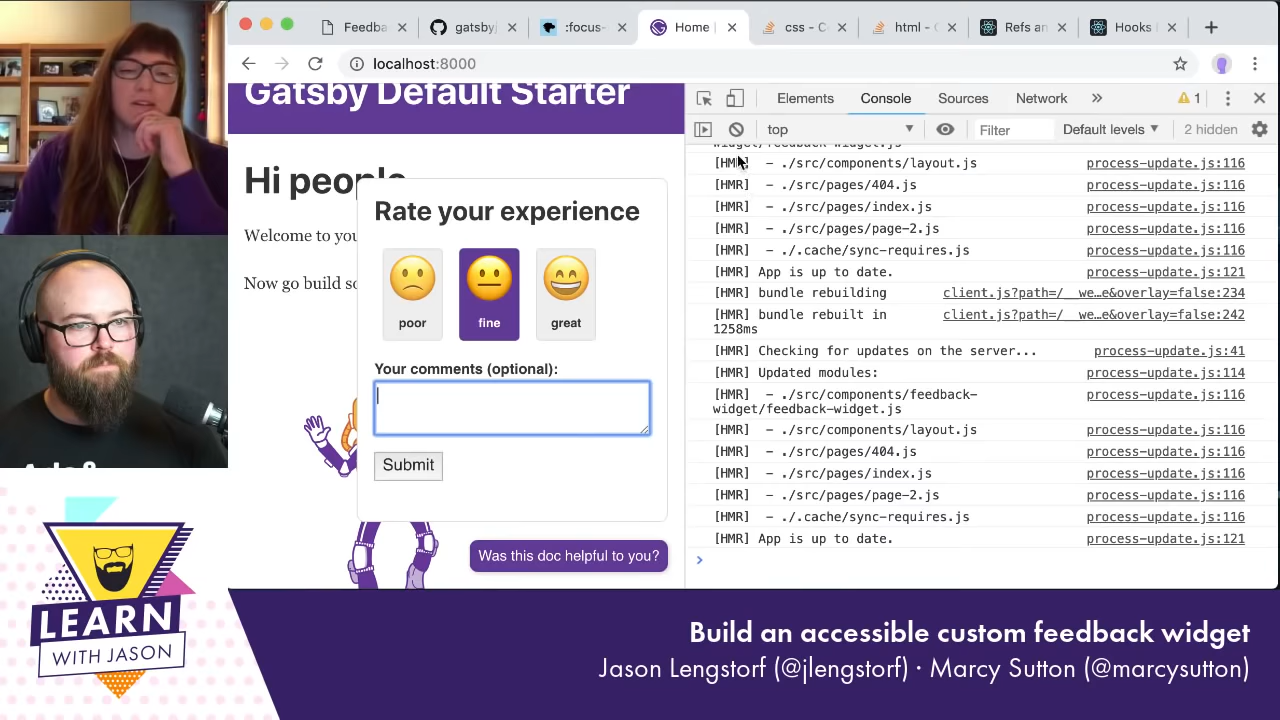 Feedba
gatsby
:focus-
Home
css - C
html - 
Refs an
Hooks
localhost:8000
Gatsby Default Starter
Hi people
Welcome to you
Now go build so
Rate your experience
poor
fine
great
Your comments (optional):
Submit
Was this doc helpful to you?
Elements
Console
Sources
Network
1
top
Filter
Default levels
2 hidden
widget/feedback-widget.js
[HMR]  - ./src/components/layout.js process-update.js:116
[HMR]  - ./src/pages/404.js process-update.js:116
[HMR]  - ./src/pages/index.js process-update.js:116
[HMR]  - ./src/pages/page-2.js process-update.js:116
[HMR]  - ./.cache/sync-requires.js process-update.js:116
[HMR] App is up to date. process-update.js:121
[HMR] bundle rebuilding client.js?path=/__we…e&overlay=false:234
[HMR] bundle rebuilt in client.js?path=/__we…e&overlay=false:242
1258ms
[HMR] Checking for updates on the server... process-update.js:41
[HMR] Updated modules: process-update.js:114
[HMR]  - ./src/components/feedback- process-update.js:116
widget/feedback-widget.js
[HMR]  - ./src/components/layout.js process-update.js:116
[HMR]  - ./src/pages/404.js process-update.js:116
[HMR]  - ./src/pages/index.js process-update.js:116
[HMR]  - ./src/pages/page-2.js process-update.js:116
[HMR]  - ./.cache/sync-requires.js process-update.js:116
[HMR] App is up to date. process-update.js:121
LEARN
WITH JASON
Build an accessible custom feedback widget
Jason Lengstorf (@jlengstorf) · Marcy Sutton (@marcysutton)